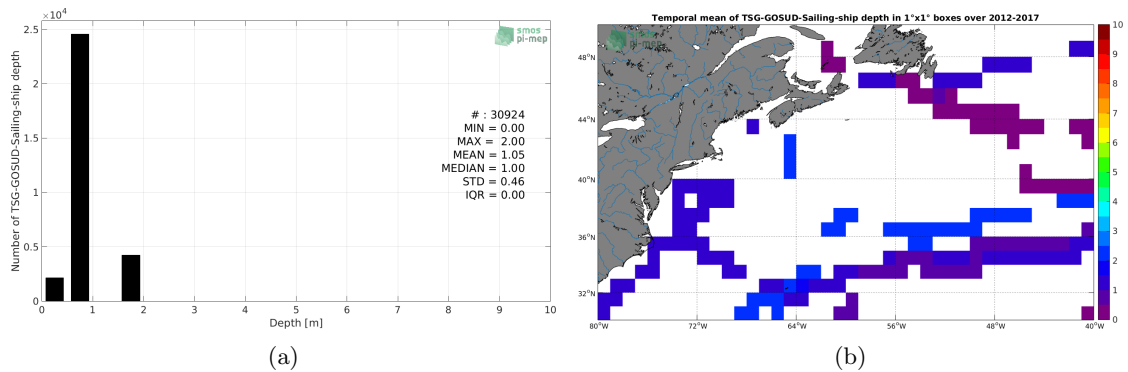 ×10⁴
2.5
2
1.5
1
0.5
0
0 1 2 3 4 5 6 7 8 9 10
Number of TSG-GOSUD-Sailing-ship depth
Depth [m]
smos
pi-mep
# : 30924
MIN = 0.00
MAX = 2.00
MEAN = 1.05
MEDIAN = 1.00
STD = 0.46
IQR = 0.00
(a)
Temporal mean of TSG-GOSUD-Sailing-ship depth in 1°x1° boxes over 2012-2017
smos
pi-mep
48°N
44°N
40°N
36°N
32°N
80°W 72°W 64°W 56°W 48°W 40°W
10
9
8
7
6
5
4
3
2
1
0
(b)